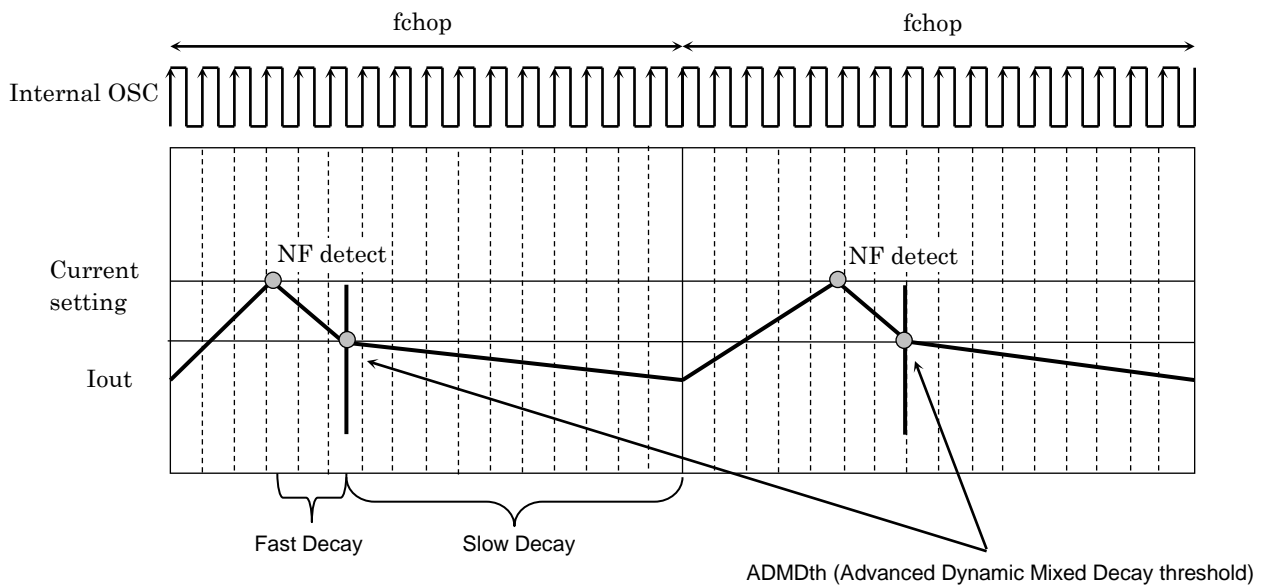 fchop
fchop
Internal OSC
NF detect
NF detect
Current
setting
Iout
Fast Decay
Slow Decay
ADMDth (Advanced Dynamic Mixed Decay threshold)